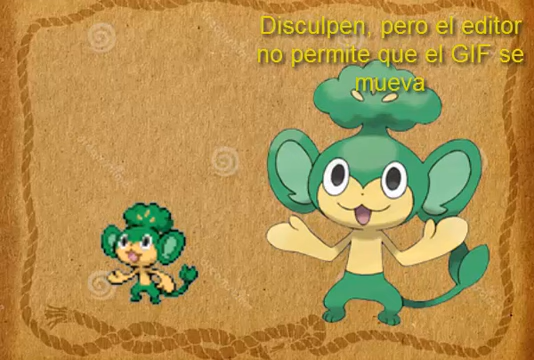 Disculpen, pero el editor
no permite que el GIF se
mueva